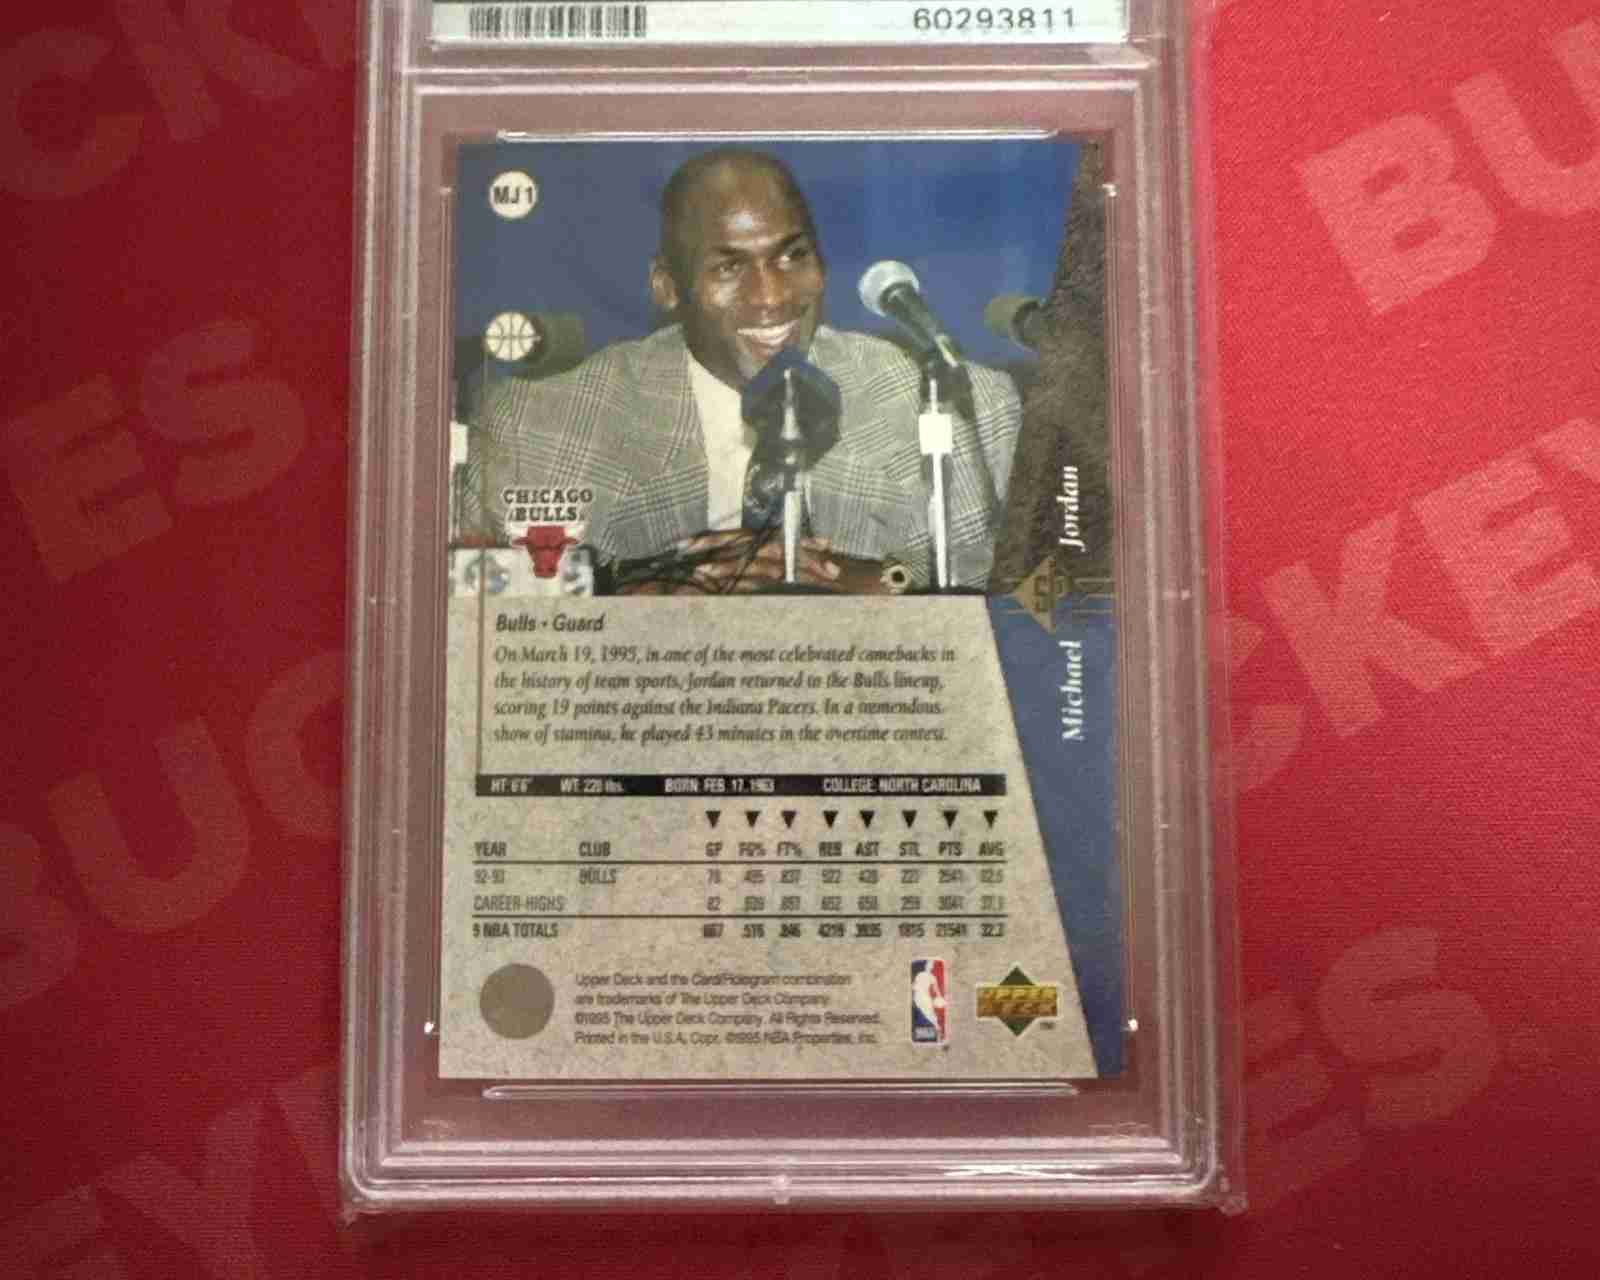 60293811
MJ 1
CHICAGO
BULLS
Michael Jordan
SP
Bulls • Guard
On March 19, 1995, in one of the most celebrated comebacks in
the history of team sports, Jordan returned to the Bulls lineup,
scoring 19 points against the Indiana Pacers. In a tremendous
show of stamina, he played 43 minutes in the overtime contest.
HT: 6'6" WT: 220 lbs. BORN: FEB. 17, 1963 COLLEGE: NORTH CAROLINA
YEAR CLUB GP FG% FT% REB AST STL PTS AVG
92-93 BULLS 78 .495 .837 522 428 221 2541 32.6
CAREER-HIGHS 82 652 650 259 3041 37.1
9 NBA TOTALS 667 .516 .846 4219 3935 1815 21541 32.3
Upper Deck and the Card/Hologram combination
are trademarks of The Upper Deck Company.
©1995 The Upper Deck Company. All Rights Reserved.
Printed in the U.S.A. Copr. ©1995 NBA Properties, Inc.
NBA
UPPER
DECK
TM
BUCKEYES